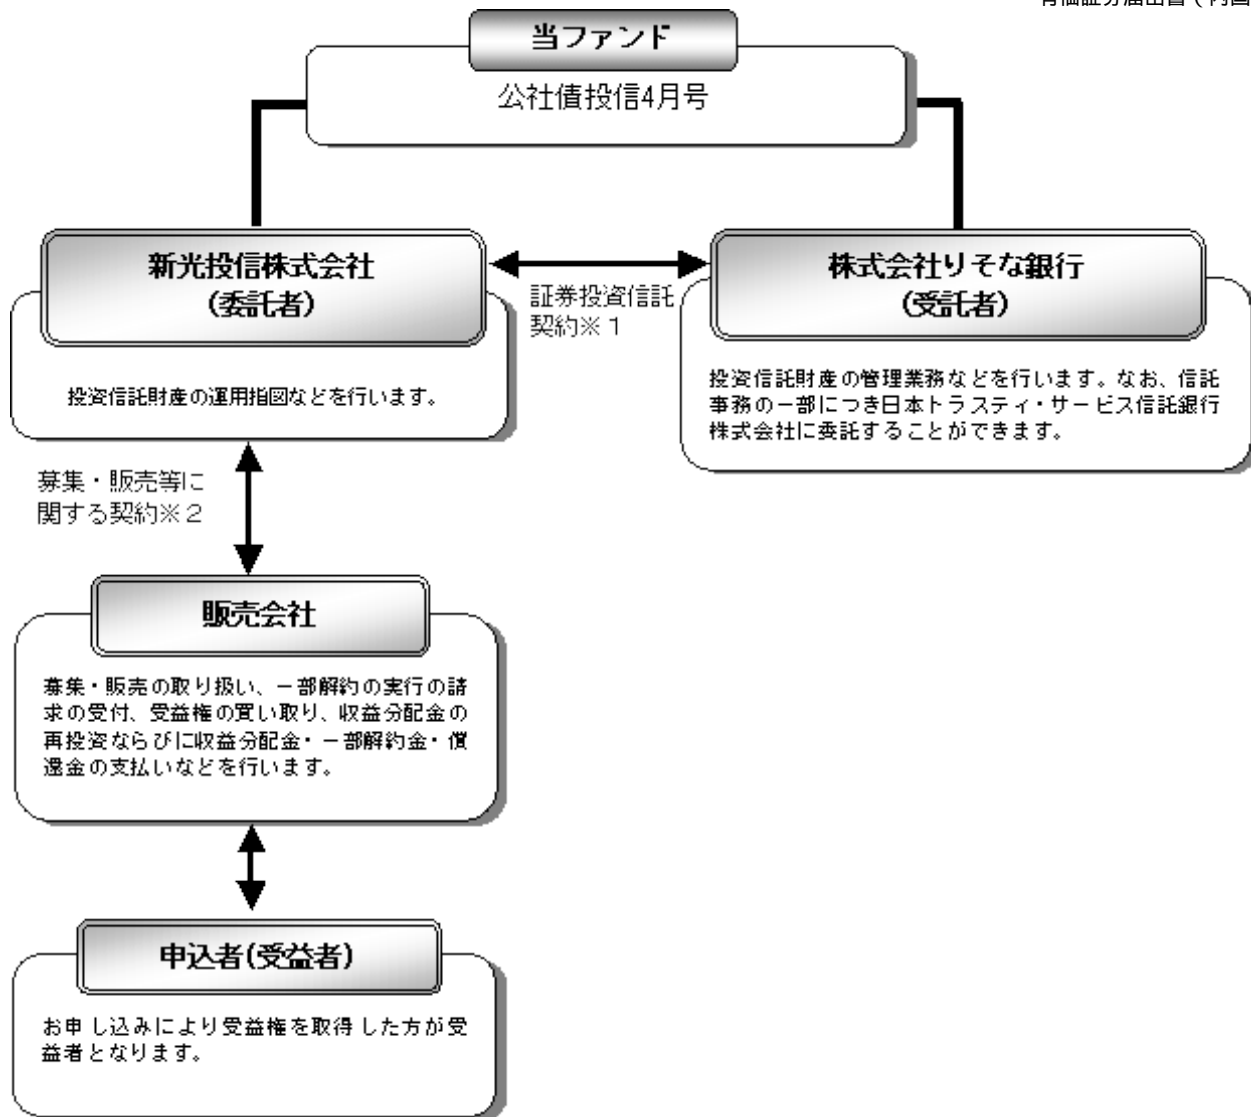 当ファンド
公社債投信4月号
新光投信株式会社
(委託者)
投資信託財産の運用指図などを行います。
証券投資信託
契約※１
株式会社りそな銀行
(受託者)
投資信託財産の管理業務などを行います。なお、信託
事務の一部につき日本トラスティ・サービス信託銀行
株式会社に委託することができます。
募集・販売等に
関する契約※２
販売会社
募集・販売の取り扱い、一部解約の実行の請
求の受付、受益権の買い取り、収益分配金の
再投資ならびに収益分配金・一部解約金・償
還金の支払いなどを行います。
申込者(受益者)
お申し込みにより受益権を取得した方が受
益者となります。